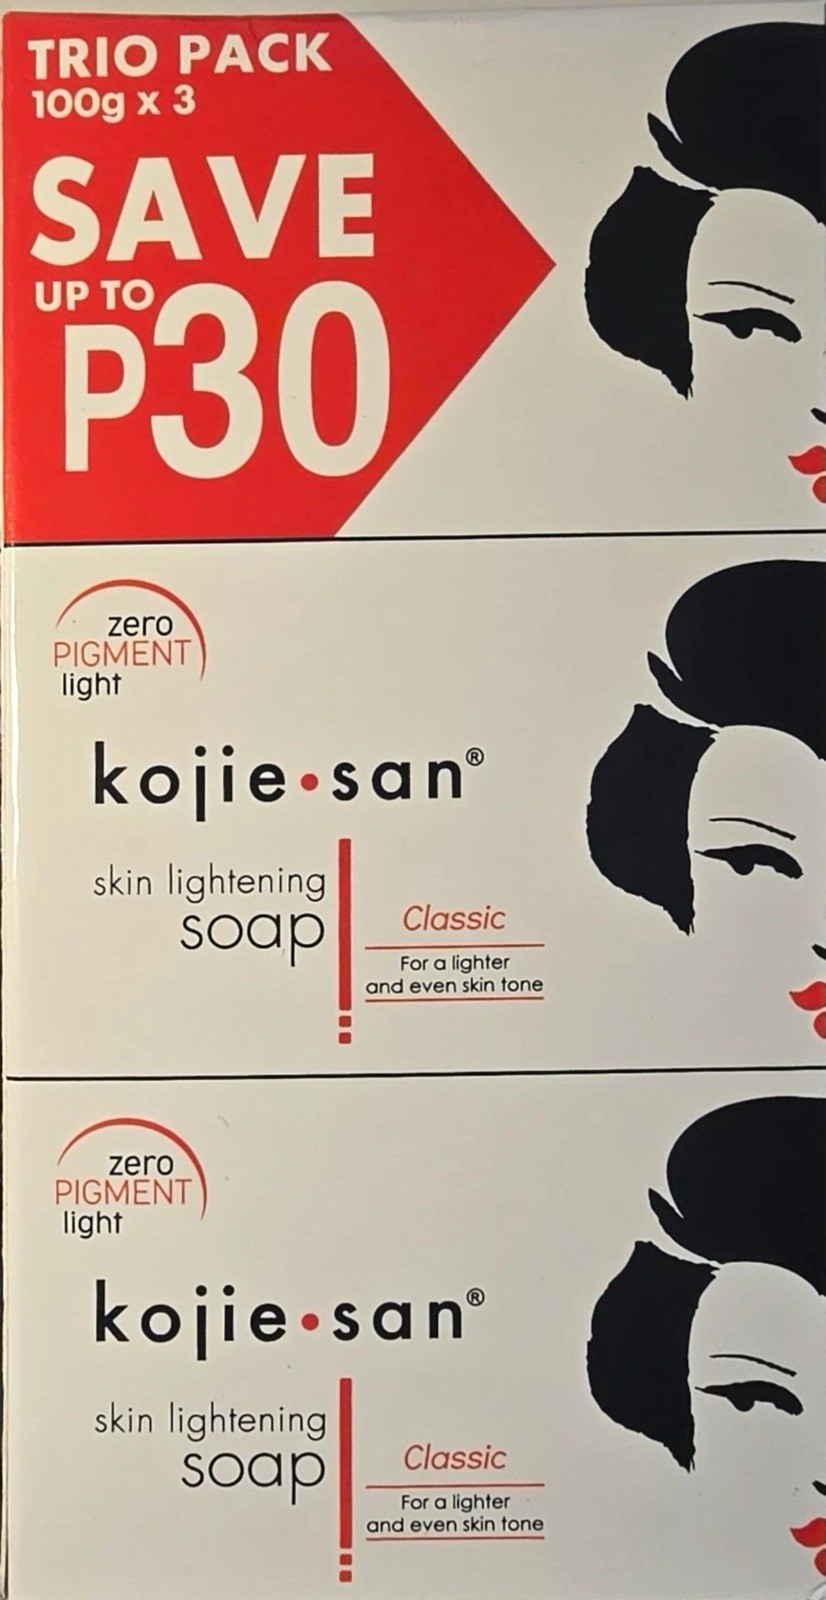 TRIO PACK
100g x 3
SAVE
UP TO
P30
zero
PIGMENT
light
kojie•san®
skin lightening
soap
Classic
For a lighter
and even skin tone
zero
PIGMENT
light
kojie•san®
skin lightening
soap
Classic
For a lighter
and even skin tone